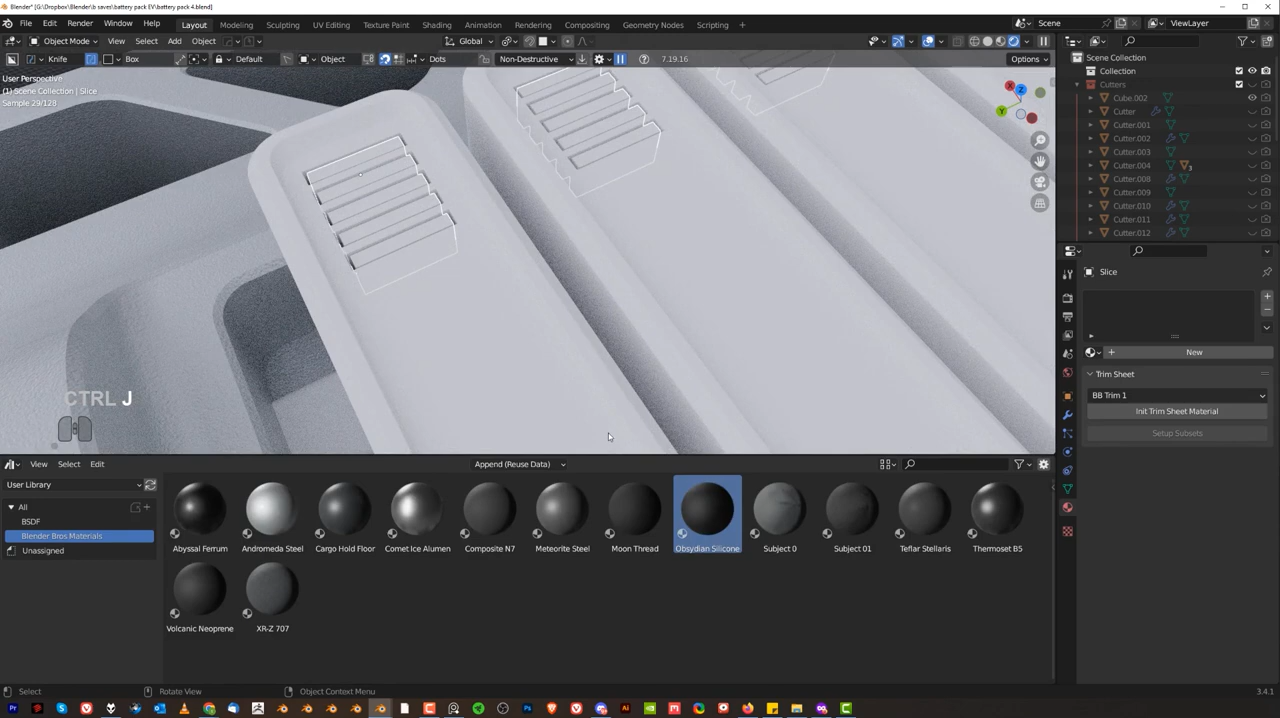 Blender* [G:\Dropbox\Blender\b saves\battery pack EV\battery pack 4.blend]
File Edit Render Window Help Layout Modeling Sculpting UV Editing Texture Paint Shading Animation Rendering Compositing Geometry Nodes Scripting + Scene ViewLayer
Object Mode View Select Add Object Global
Knife Box Default Object Dots Non-Destructive 7.19.16 Options
User Perspective
(1) Scene Collection | Slice
Sample 29/128
Scene Collection
Collection
Cutters
Cube.002
Cutter
Cutter.001
Cutter.002
Cutter.003
Cutter.004 3
Cutter.008
Cutter.009
Cutter.010
Cutter.011
Cutter.012
X
Y
Z
Slice
New
Trim Sheet
BB Trim 1
Init Trim Sheet Material
Setup Subsets
CTRL J
View Select Edit Append (Reuse Data)
User Library
All
BSDF
Blender Bros Materials
Unassigned
Abyssal Ferrum Andromeda Steel Cargo Hold Floor Comet Ice Alumen Composite N7 Meteorite Steel Moon Thread Obsydian Silicone Subject 0 Subject 01 Teflar Stellaris Thermoset B5
Volcanic Neoprene XR-Z 707
Select Rotate View Object Context Menu 3.4.1